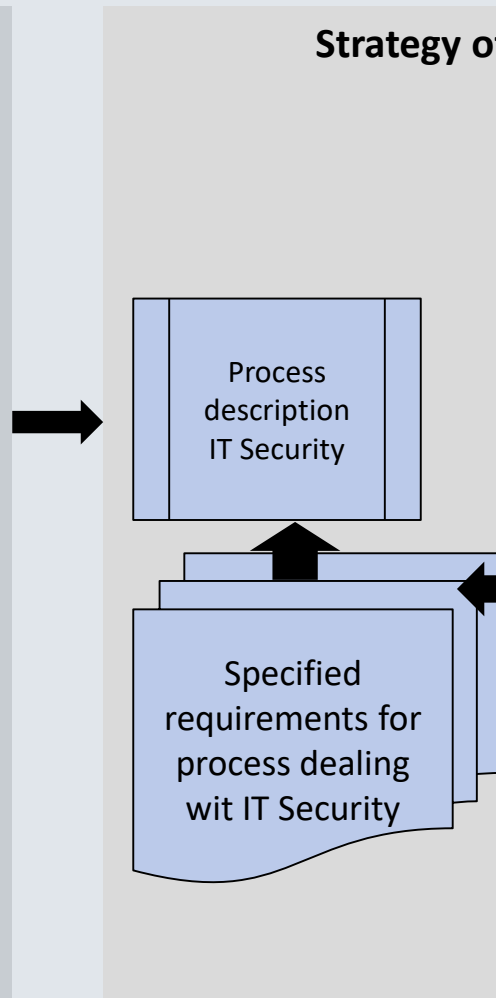 Strategy of
Process
description
IT Security
Specified
requirements for
process dealing
wit IT Security